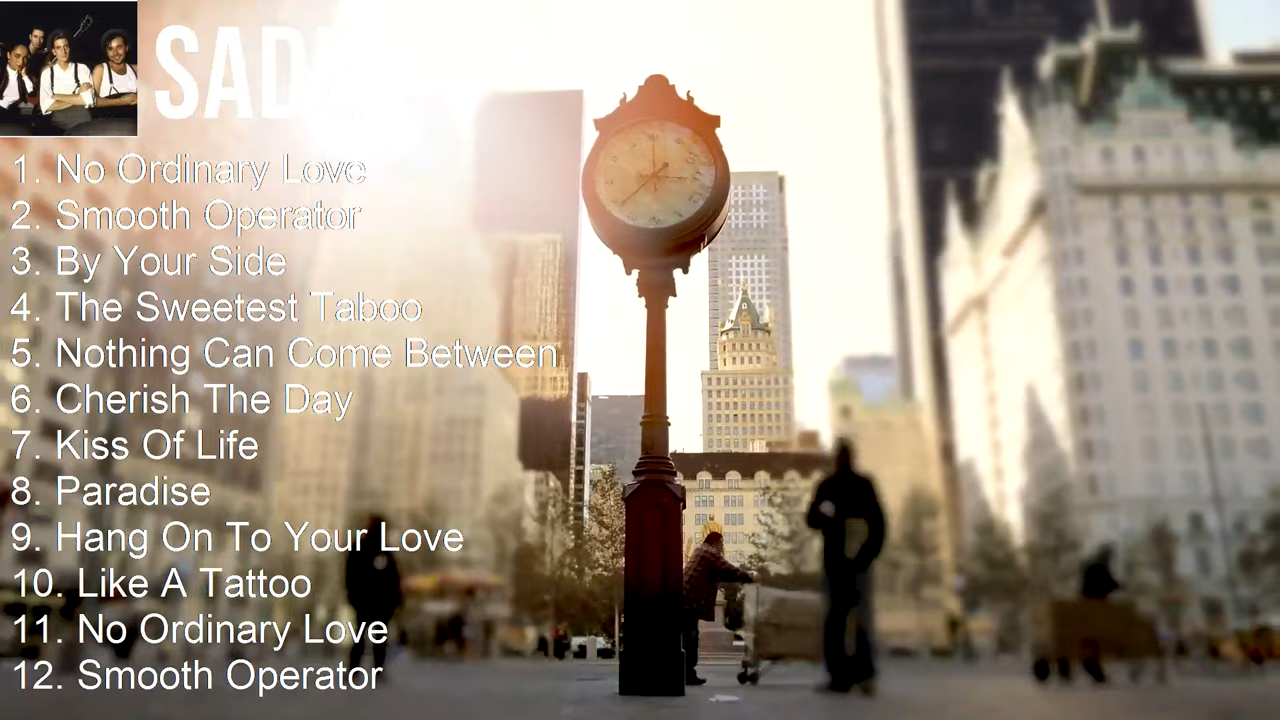 SADE
1. No Ordinary Love
2. Smooth Operator
3. By Your Side
4. The Sweetest Taboo
5. Nothing Can Come Between
6. Cherish The Day
7. Kiss Of Life
8. Paradise
9. Hang On To Your Love
10. Like A Tattoo
11. No Ordinary Love
12. Smooth Operator